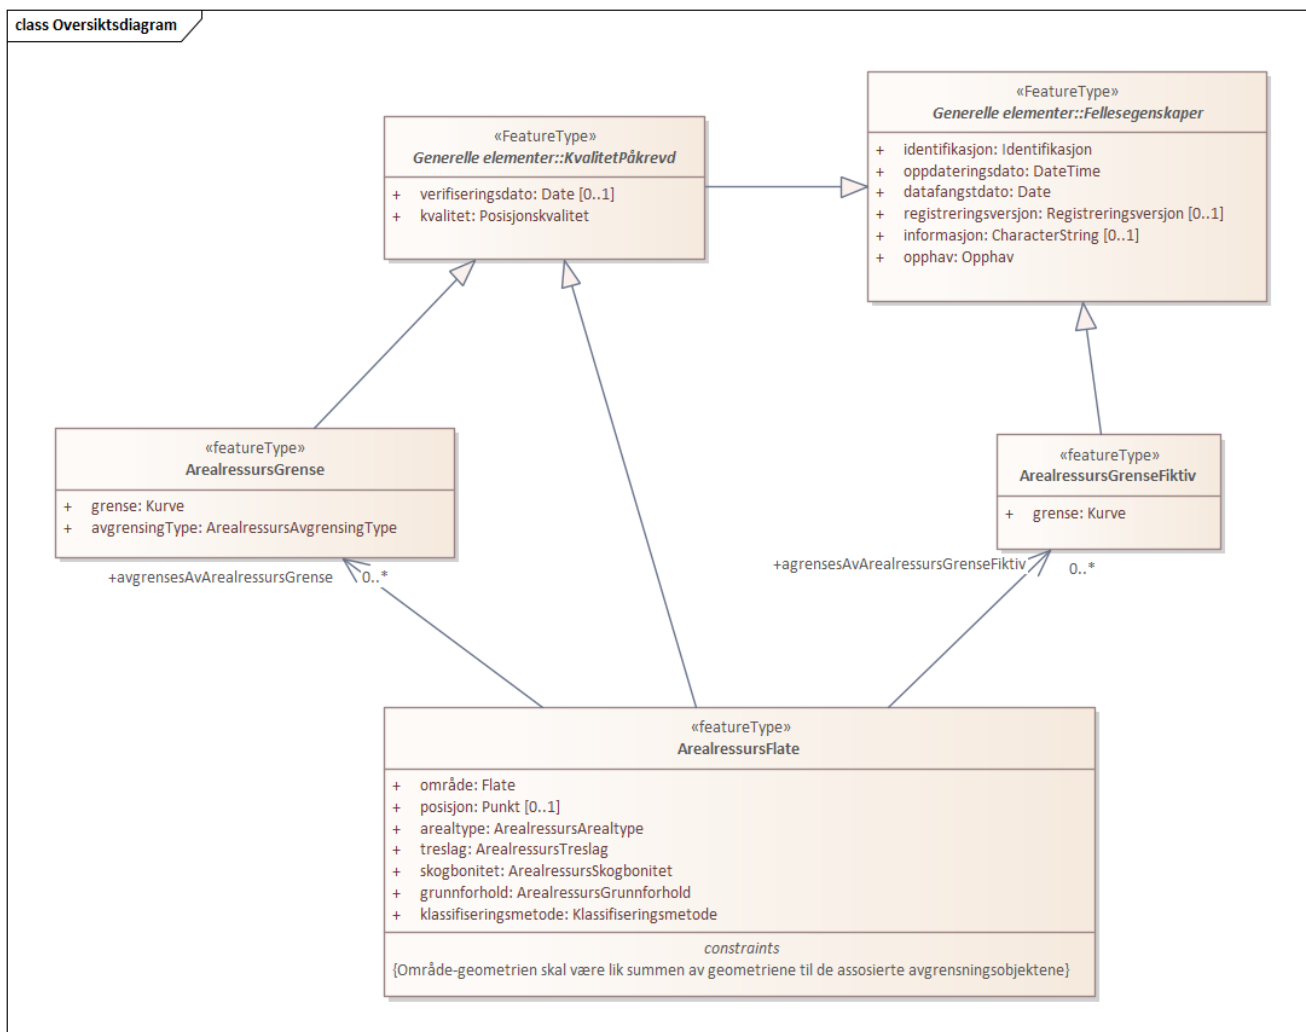 class Oversiktsdiagram
«FeatureType»
Generelle elementer::Fellesegenskaper
+ identifikasjon: Identifikasjon
+ oppdateringsdato: DateTime
+ datafangstdato: Date
+ registreringsversjon: Registreringsversjon [0..1]
+ informasjon: CharacterString [0..1]
+ opphav: Opphav
«FeatureType»
Generelle elementer::KvalitetPåkrevd
+ verifiseringsdato: Date [0..1]
+ kvalitet: Posisjonskvalitet
«featureType»
ArealressursGrense
+ grense: Kurve
+ avgrensingType: ArealressursAvgrensingType
«featureType»
ArealressursGrenseFiktiv
+ grense: Kurve
+avgrensesAvArealressursGrense
0..*
+agrensesAvArealressursGrenseFiktiv
0..*
«featureType»
ArealressursFlate
+ område: Flate
+ posisjon: Punkt [0..1]
+ arealtype: ArealressursArealtype
+ treslag: ArealressursTreslag
+ skogbonitet: ArealressursSkogbonitet
+ grunnforhold: ArealressursGrunnforhold
+ klassifiseringsmetode: Klassifiseringsmetode
constraints
{Område-geometrien skal være lik summen av geometriene til de assosierte avgrensningsobjektene}